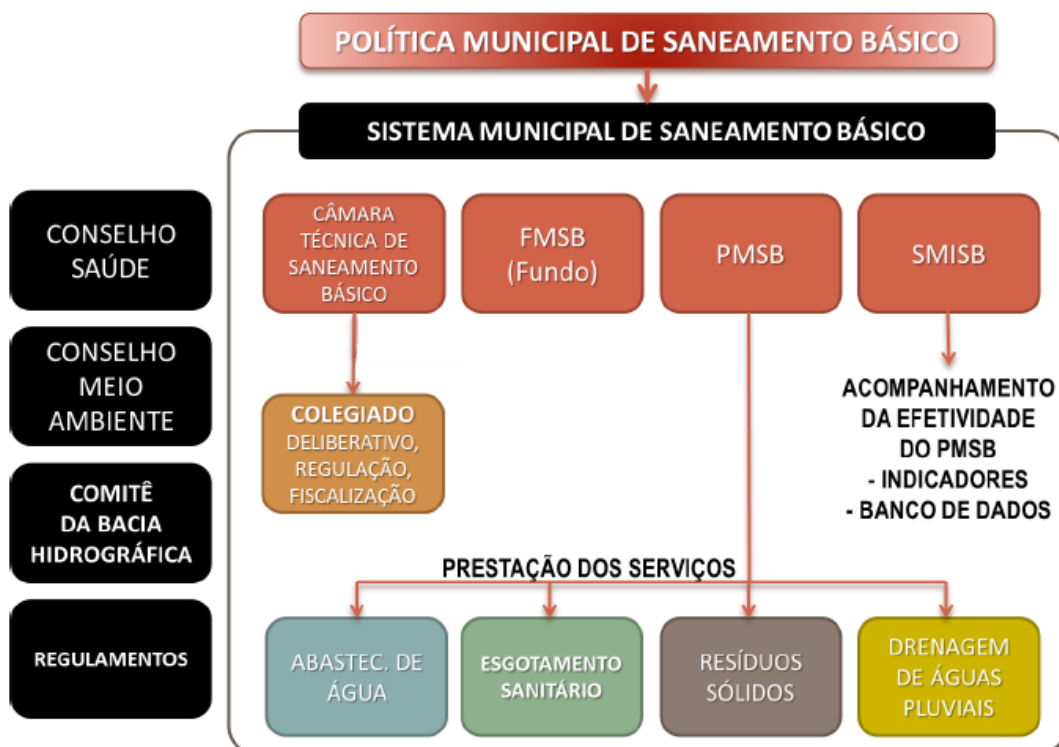 POLÍTICA MUNICIPAL DE SANEAMENTO BÁSICO
SISTEMA MUNICIPAL DE SANEAMENTO BÁSICO
CONSELHO
SAÚDE
CONSELHO
MEIO
AMBIENTE
COMITÊ
DA BACIA
HIDROGRÁFICA
REGULAMENTOS
CÂMARA
TÉCNICA DE
SANEAMENTO
BÁSICO
FMSB
(Fundo)
PMSB
SMISB
COLEGIADO
DELIBERATIVO,
REGULAÇÃO,
FISCALIZAÇÃO
ACOMPANHAMENTO
DA EFETIVIDADE
DO PMSB
- INDICADORES
- BANCO DE DADOS
PRESTAÇÃO DOS SERVIÇOS
ABASTEC. DE
ÁGUA
ESGOTAMENTO
SANITÁRIO
RESÍDUOS
SÓLIDOS
DRENAGEM
DE ÁGUAS
PLUVIAIS